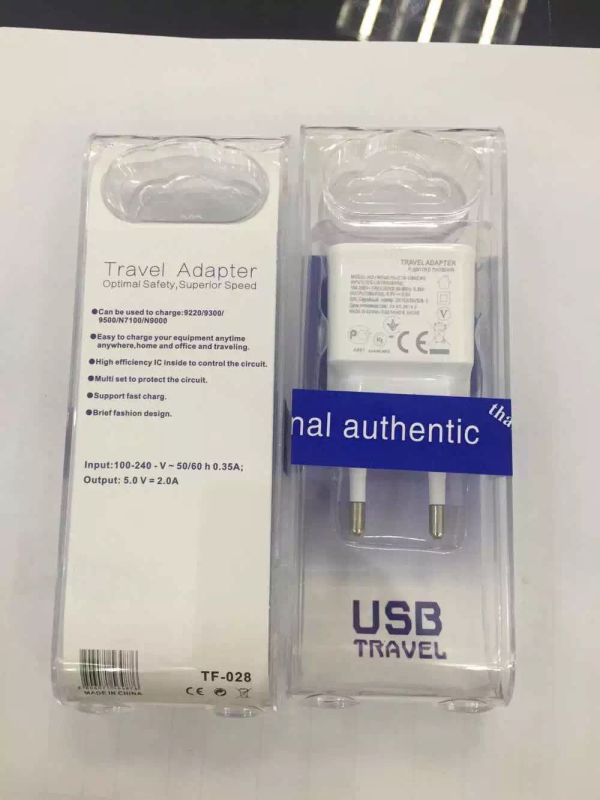 Travel Adapter
Optimal Safety,Superior Speed
●Can be used to charge:9220/9300/
9500/N7100/N9000
●Easy to charge your equipment anytime
anywhere,home and office and traveling.
●High efficiency IC inside to control the circuit.
●Multi set to protect the circuit.
●Support fast charg.
●Brief fashion design.
Input:100-240 - V ~ 50/60 h 0.35A;
Output: 5.0 V = 2.0A
TF-028
MADE IN CHINA
CE
TRAVEL ADAPTER
CE
nal authentic
tha
USB
TRAVEL